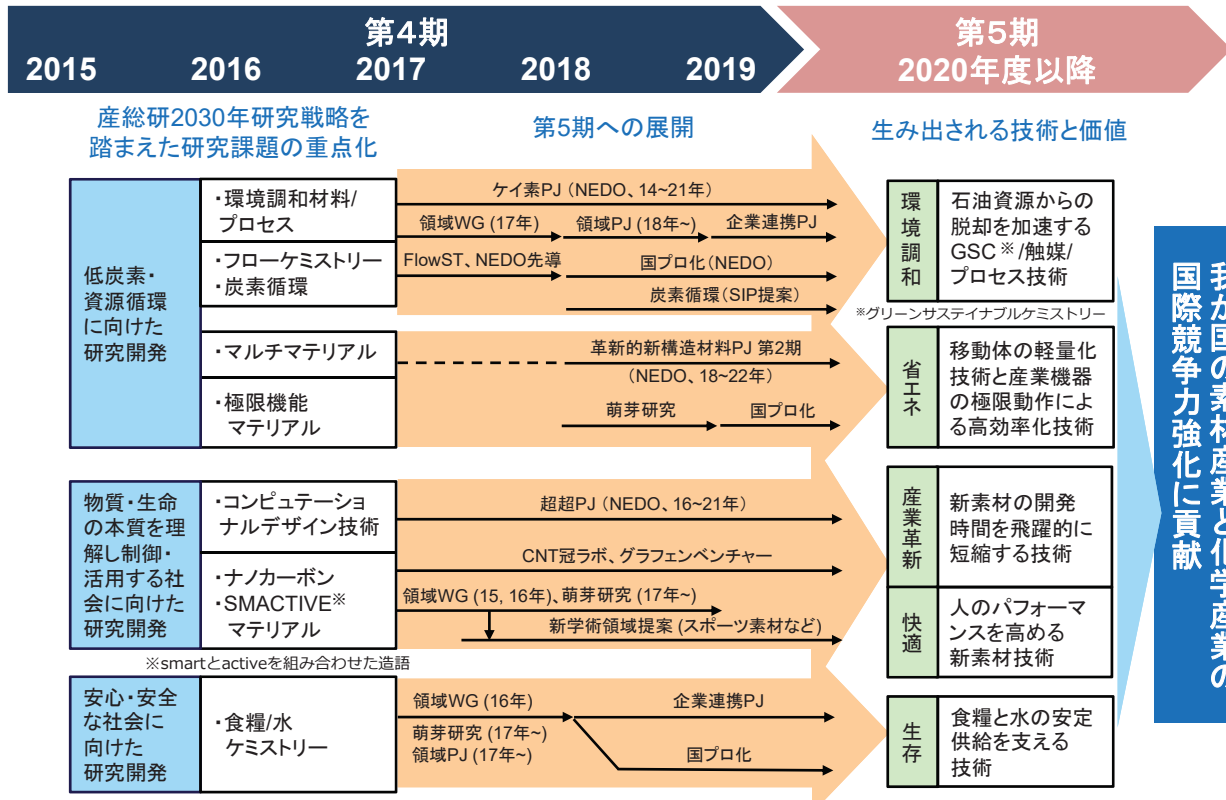 第4期
第5期
2015 2016 2017 2018 2019
2020年度以降
産総研2030年研究戦略を
踏まえた研究課題の重点化
第5期への展開
生み出される技術と価値
低炭素・
資源循環
に向けた
研究開発
・環境調和材料/
プロセス
・フローケミストリー
・炭素循環
・マルチマテリアル
・極限機能
マテリアル
ケイ素PJ (NEDO、14~21年)
領域WG (17年)
領域PJ (18年~)
企業連携PJ
FlowST、NEDO先導
国プロ化(NEDO)
炭素循環(SIP提案)
革新的新構造材料PJ 第2期
(NEDO、18~22年)
萌芽研究
国プロ化
環境調和
石油資源からの
脱却を加速する
GSC※/触媒/
プロセス技術
※グリーンサステイナブルケミストリー
省エネ
移動体の軽量化
技術と産業機器
の極限動作によ
る高効率化技術
物質・生命
の本質を理
解し制御・
活用する社
会に向けた
研究開発
・コンピュテーショ
ナルデザイン技術
・ナノカーボン
・SMACTIVE※
マテリアル
※smartとactiveを組み合わせた造語
超超PJ (NEDO、16~21年)
CNT冠ラボ、グラフェンベンチャー
領域WG (15, 16年)、萌芽研究 (17年~)
新学術領域提案 (スポーツ素材など)
産業革新
新素材の開発
時間を飛躍的に
短縮する技術
快適
人のパフォーマ
ンスを高める
新素材技術
安心・安全
な社会に
向けた
研究開発
・食糧/水
ケミストリー
領域WG (16年)
萌芽研究 (17年~)
領域PJ (17年~)
企業連携PJ
国プロ化
生存
食糧と水の安定
供給を支える
技術
我が国の素材産業と化学産業の
国際競争力強化に貢献